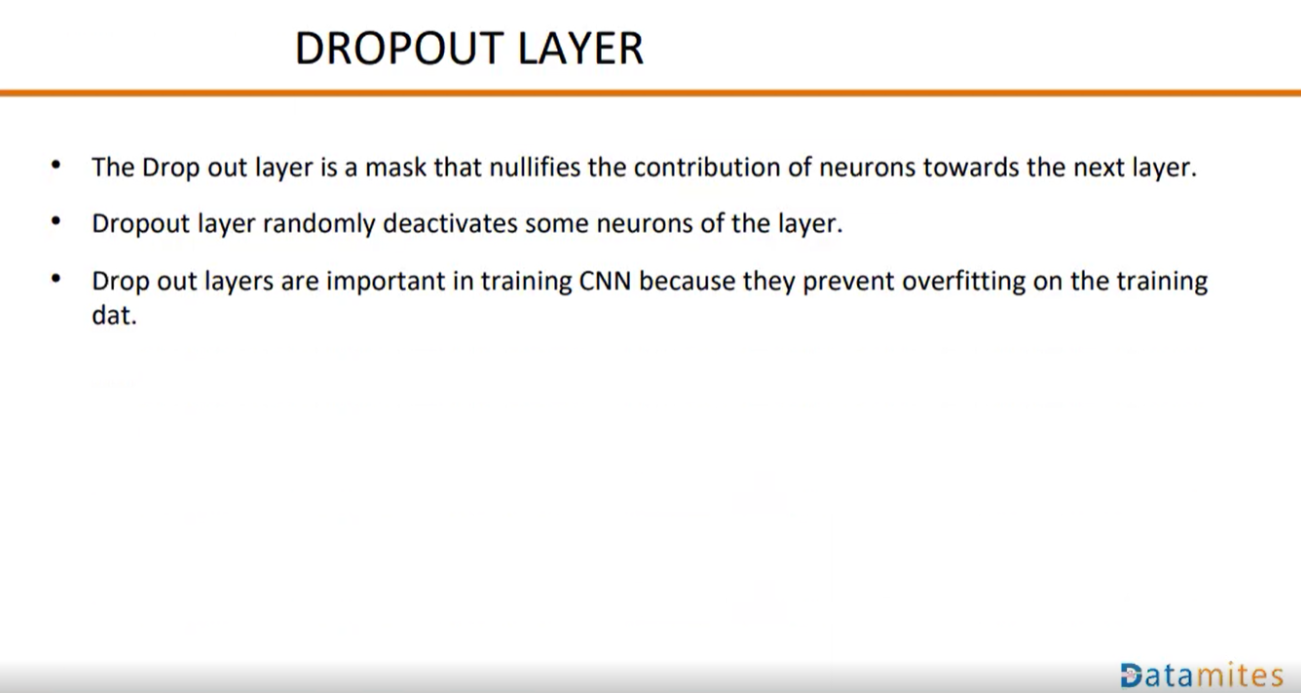 DROPOUT LAYER
• The Drop out layer is a mask that nullifies the contribution of neurons towards the next layer.
• Dropout layer randomly deactivates some neurons of the layer.
• Drop out layers are important in training CNN because they prevent overfitting on the training
dat.
Datamites